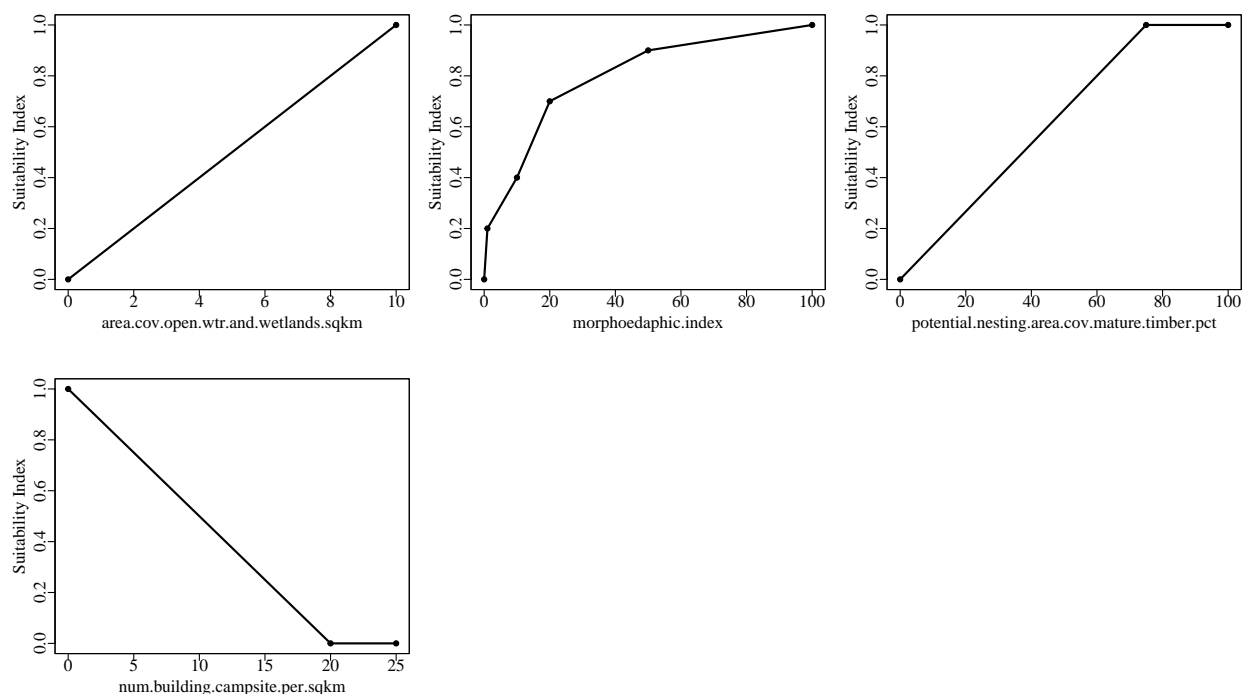 Suitability Index
0.0 0.2 0.4 0.6 0.8 1.0
0 2 4 6 8 10
area.cov.open.wtr.and.wetlands.sqkm
Suitability Index
0.0 0.2 0.4 0.6 0.8 1.0
0 20 40 60 80 100
morphoedaphic.index
Suitability Index
0.0 0.2 0.4 0.6 0.8 1.0
0 20 40 60 80 100
potential.nesting.area.cov.mature.timber.pct
Suitability Index
0.0 0.2 0.4 0.6 0.8 1.0
0 5 10 15 20 25
num.building.campsite.per.sqkm